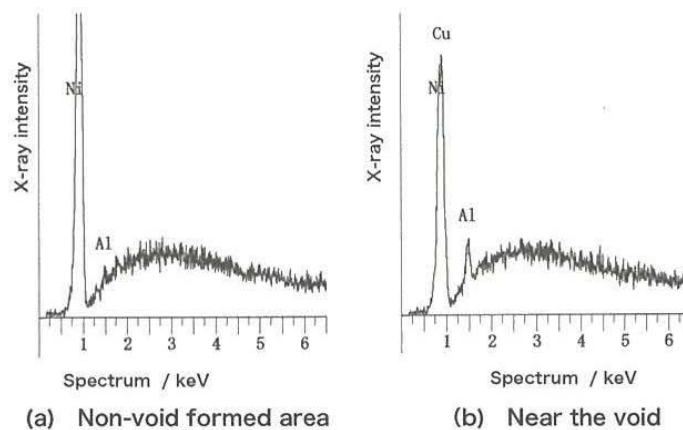 X-ray intensity
Ni
Al
1 2 3 4 5 6
Spectrum / keV
(a) Non-void formed area
X-ray intensity
Cu
Ni
Al
1 2 3 4 5 6
Spectrum / keV
(b) Near the void